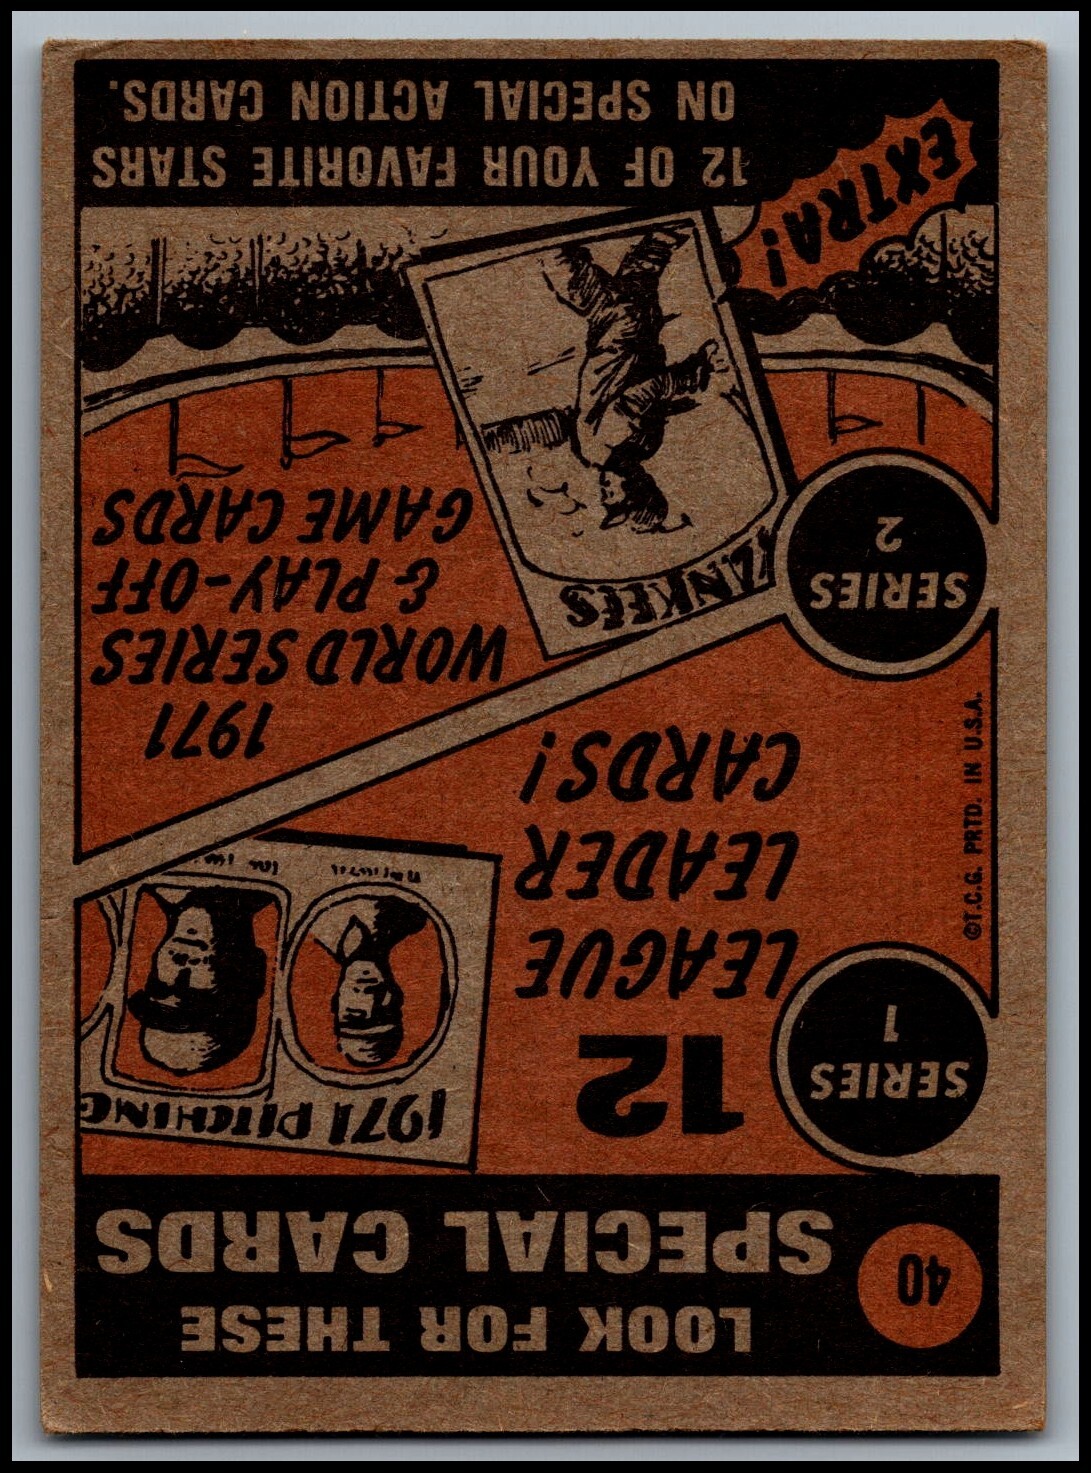 40
LOOK FOR THESE
SPECIAL CARDS
SERIES
1
12
LEAGUE
LEADER
CARDS!
1971 PITCHING
©T.C.G. PRTD. IN U.S.A.
SERIES
2
1971
WORLD SERIES
& PLAY-OFF
GAME CARDS
YANKEES
EXTRA!
12 OF YOUR FAVORITE STARS
ON SPECIAL ACTION CARDS.